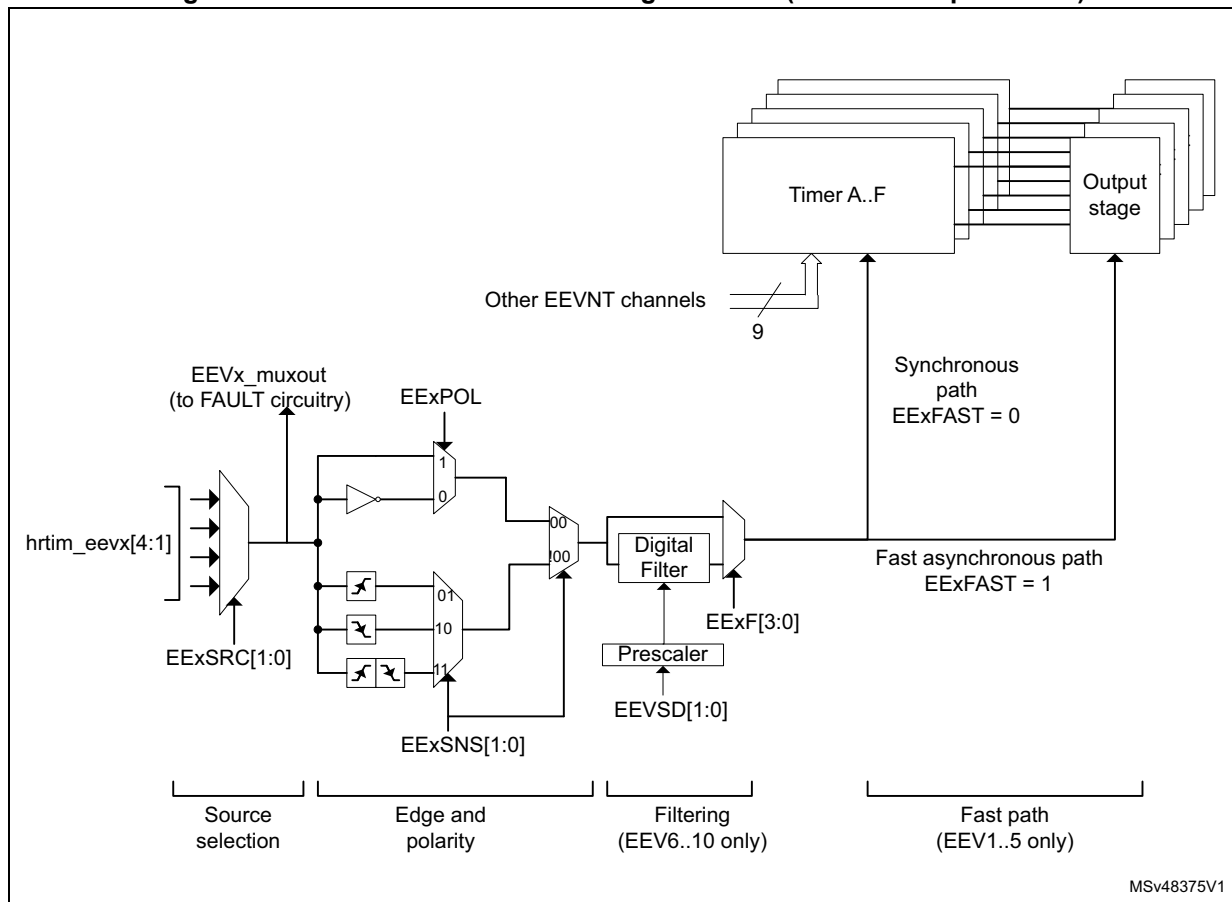 Timer A..F
Output
stage
Other EEVNT channels
9
EEVx_muxout
(to FAULT circuitry)
EExPOL
Synchronous
path
EExFAST = 0
1
0
hrtim_eevx[4:1]
00
!00
Digital
Filter
Fast asynchronous path
EExFAST = 1
01
10
11
EExF[3:0]
EExSRC[1:0]
Prescaler
EEVSD[1:0]
EExSNS[1:0]
Source
selection
Edge and
polarity
Filtering
(EEV6..10 only)
Fast path
(EEV1..5 only)
MSv48375V1